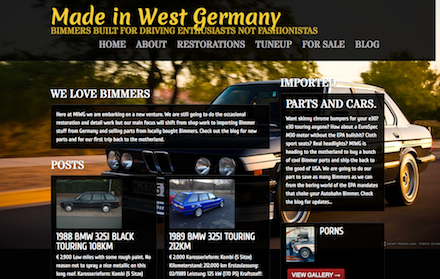 Made in West Germany
BIMMERS BUILT FOR DRIVING ENTHUSIASTS NOT FASHIONISTAS
HOME ABOUT RESTORATIONS TUNEUP FOR SALE BLOG
WE LOVE BIMMERS
Here at MIWG we are embarking on a new venture. We are still going to do the occasional
restoration and detail work but our main focus will shift from shop work to importing Bimmer
stuff from Germany and selling parts from locally bought Bimmers. Check out the blog for new
parts and for our first trip back to the motherland.
POSTS
1988 BMW 325I BLACK
TOURING 108KM
€ 2,900 Low miles with some rough paint. No
reason not to spray a nice metallic on this
long roof. Karosserieform: Kombi (5 Sitze)
1989 BMW 325I TOURING
212KM
€ 2,000 Karosserieform: Kombi (5 Sitze)
Kilometerstand: 20.000 km Erstzulassung:
02/1989 Leistung: 125 kW (170 PS) Kraftstoff:
IMPORTED
PARTS AND CARS.
Want skinny chrome bumpers for your e30?
e30 touring anyone? How about a EuroSpec
M30 motor without the EPA bullshit? Cloth
sport seats? Real headlights? MIWG is
heading to the motherland to buy a bunch
of cool Bimmer parts and ship the back to
the good ol' USA. We are going to do our
part to save as many Bimmers as we can
from the boring world of the EPA mandates
that choke your Autobahn Bimmer. Check
the blog for updates..
PORNS
VIEW GALLERY →